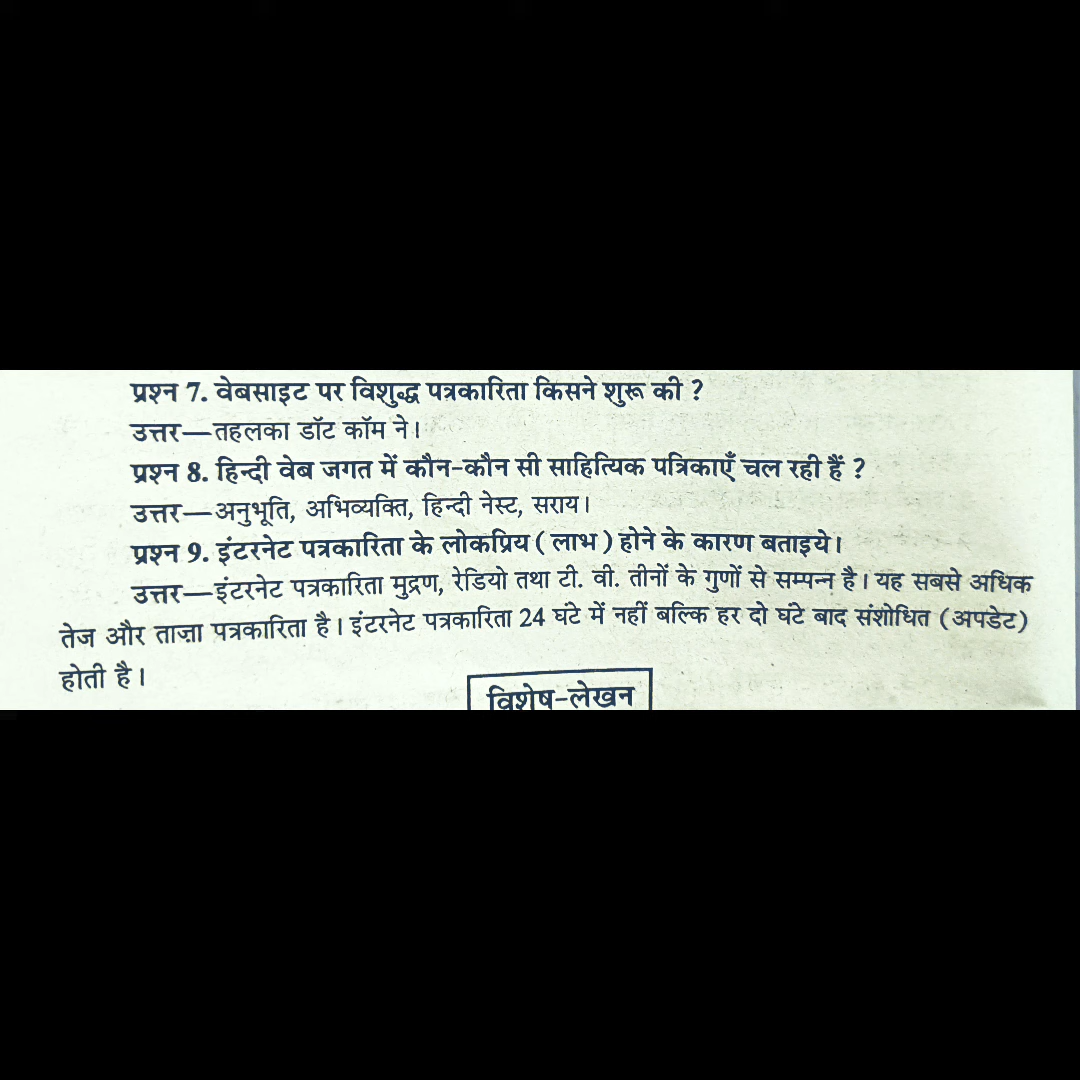 प्रश्न 7. वेबसाइट पर विशुद्ध पत्रकारिता किसने शुरू की ?
उत्तर—तहलका डॉट कॉम ने।
प्रश्न 8. हिन्दी वेब जगत में कौन-कौन सी साहित्यिक पत्रिकाएँ चल रही हैं ?
उत्तर—अनुभूति, अभिव्यक्ति, हिन्दी नेस्ट, सराय।
प्रश्न 9. इंटरनेट पत्रकारिता के लोकप्रिय ( लाभ ) होने के कारण बताइये।
उत्तर—इंटरनेट पत्रकारिता मुद्रण, रेडियो तथा टी. वी. तीनों के गुणों से सम्पन्न है। यह सबसे अधिक
तेज और ताज़ा पत्रकारिता है। इंटरनेट पत्रकारिता 24 घंटे में नहीं बल्कि हर दो घंटे बाद संशोधित (अपडेट)
होती है।
विशेष-लेखन